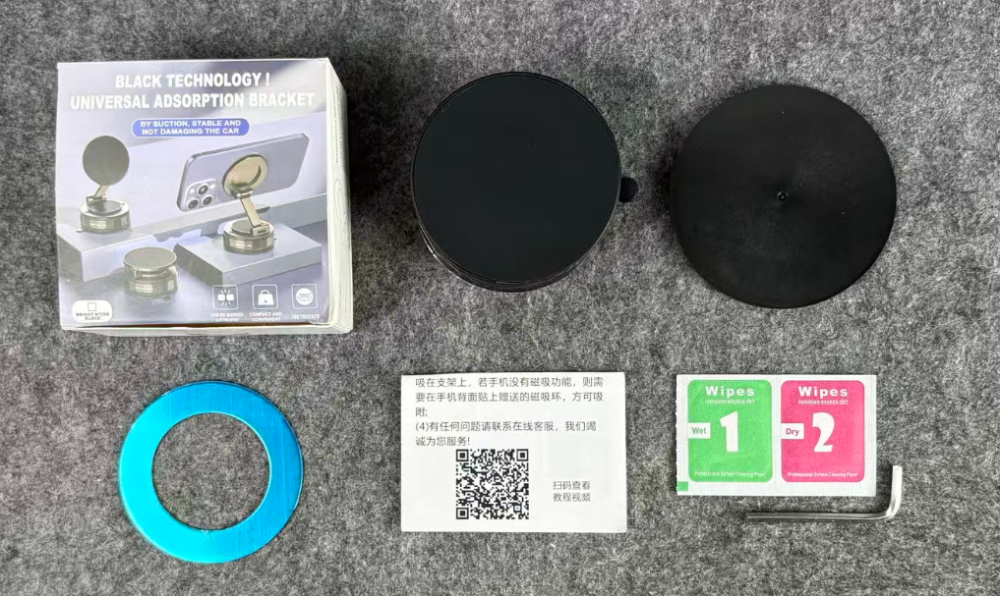 BLACK TECHNOLOGY !
UNIVERSAL ADSORPTION BRACKET
BY SUCTION, STABLE AND
NOT DAMAGING THE CAR
BRIGHT
BLACK
COMPACT AND
CONVENIENT
360°
吸在支架上，若手机没有磁吸功能，则需
要在手机背面贴上赠送的磁吸环，方可吸
附;
(4)有任何问题请联系在线客服，我们竭
诚为您服务!
扫码查看
教程视频
Wipes
removes excess dirt
Wet
1
Professional Screen Cleaning Paper
Wipes
removes excess dirt
Dry
2
Professional Screen Cleaning Paper